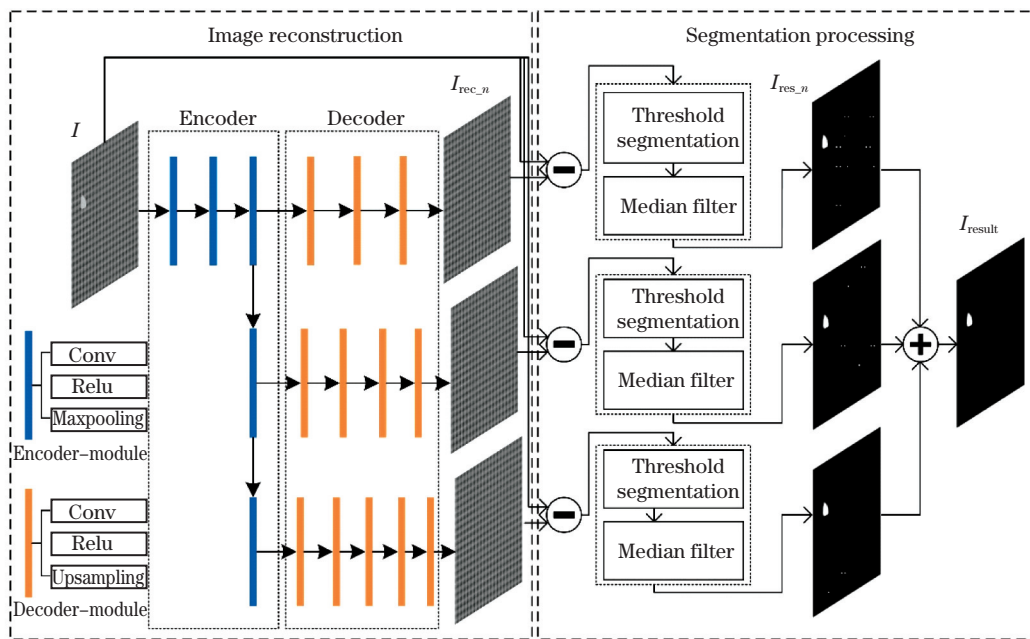 Image reconstruction
Segmentation processing
I
Encoder
Decoder
I_rec_n
I_res_n
I_result
Threshold
segmentation
Median filter
Threshold
segmentation
Median filter
Threshold
segmentation
Median filter
Conv
Relu
Maxpooling
Encoder-module
Conv
Relu
Upsampling
Decoder-module